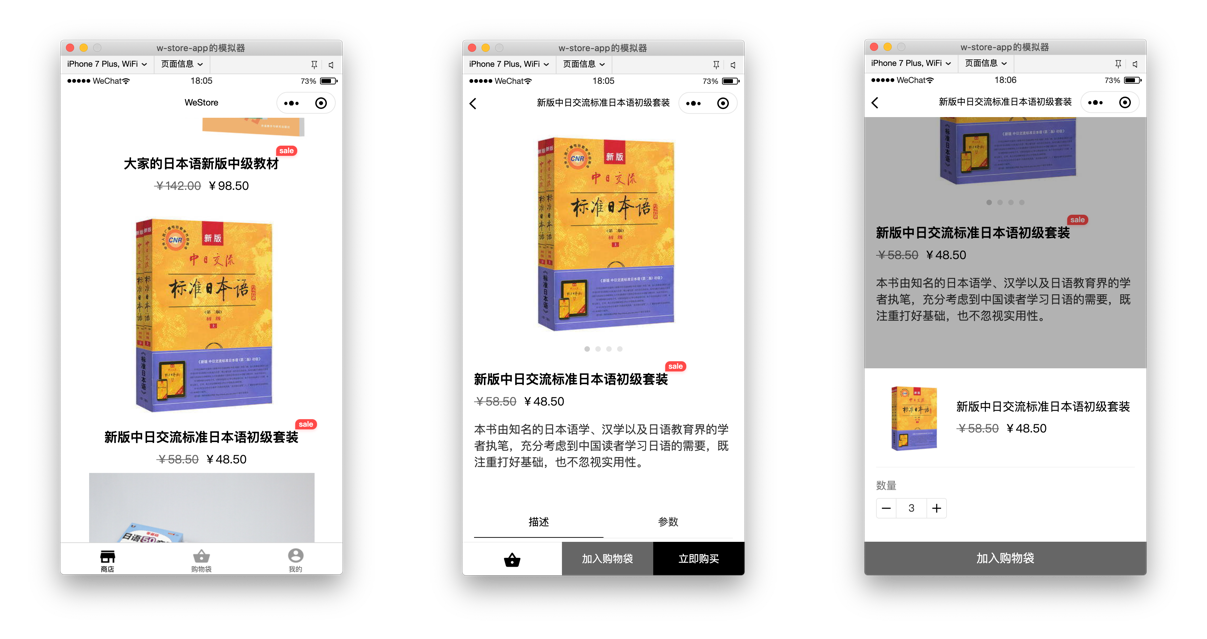 w-store-app的模拟器
iPhone 7 Plus, WiFi
页面信息
WeChat
18:05
73%
WeStore
sale
大家的日本语新版中级教材
¥142.00 ¥98.50
CNR
新版
中日交流
标准日本语
sale
新版中日交流标准日本语初级套装
¥58.50 ¥48.50
商店
购物袋
我的
w-store-app的模拟器
iPhone 7 Plus, WiFi
页面信息
WeChat
18:05
73%
新版中日交流标准日本语初级套装
CNR
新版
中日交流
标准日本语
sale
新版中日交流标准日本语初级套装
¥58.50 ¥48.50
本书由知名的日本语学、汉学以及日语教育界的学
者执笔，充分考虑到中国读者学习日语的需要，既
注重打好基础，也不忽视实用性。
描述
参数
加入购物袋
立即购买
w-store-app的模拟器
iPhone 7 Plus, WiFi
页面信息
WeChat
18:06
73%
新版中日交流标准日本语初级套装
sale
新版中日交流标准日本语初级套装
¥58.50 ¥48.50
本书由知名的日本语学、汉学以及日语教育界的学
者执笔，充分考虑到中国读者学习日语的需要，既
注重打好基础，也不忽视实用性。
新版中日交流标准日本语初级套装
¥58.50 ¥48.50
数量
3
加入购物袋